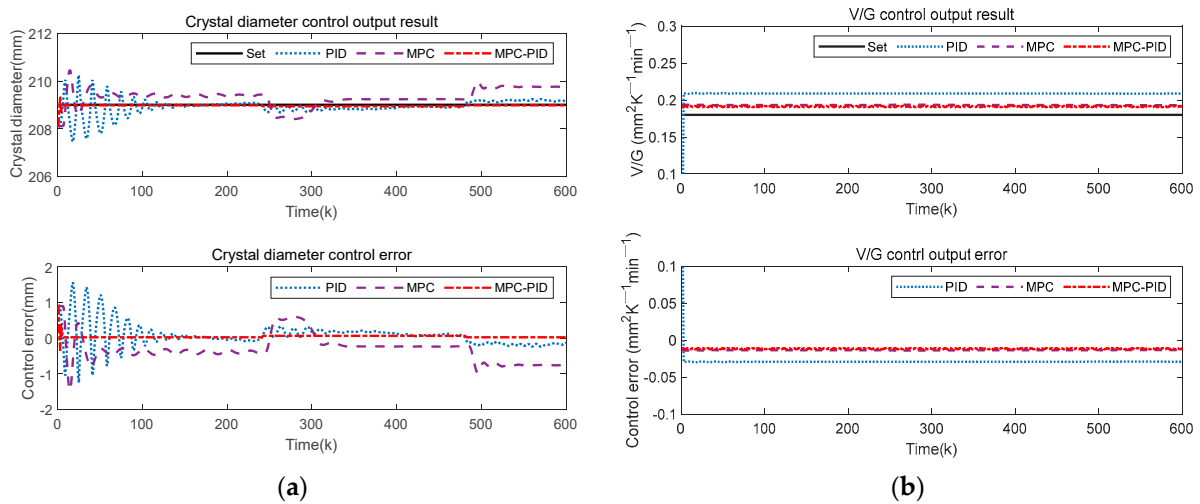 Crystal diameter control output result
212
210
208
206
Crystal diameter(mm)
Set PID MPC MPC-PID
0 100 200 300 400 500 600
Time(k)
Crystal diameter control error
2
1
0
-1
-2
Control error(mm)
PID MPC MPC-PID
0 100 200 300 400 500 600
Time(k)
(a)
V/G control output result
0.3
0.2
0.1
V/G (mm²K⁻¹min⁻¹)
Set PID MPC MPC-PID
0 100 200 300 400 500 600
Time(k)
V/G contrl output error
0.1
0.05
0
-0.05
-0.1
Control error (mm²K⁻¹min⁻¹)
PID MPC MPC-PID
0 100 200 300 400 500 600
Time(k)
(b)